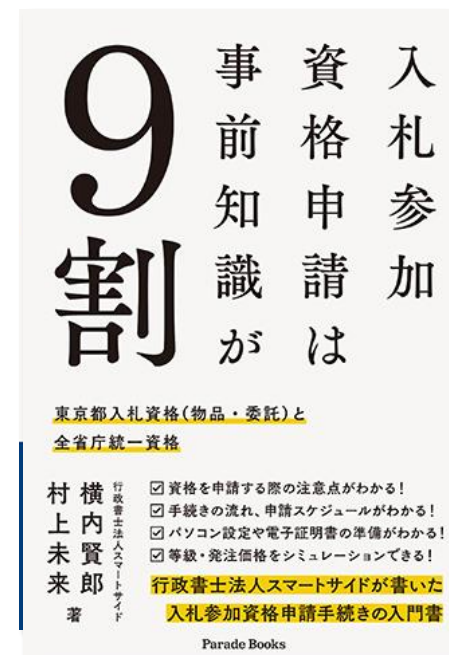 入札参加
資格申請は
事前知識が
9割
東京都入札資格(物品・委託)と
全省庁統一資格
行政書士法人スマートサイド
横内賢郎
村上未来
著
☑資格を申請する際の注意点がわかる!
☑手続きの流れ、申請スケジュールがわかる!
☑パソコン設定や電子証明書の準備がわかる!
☑等級・発注価格をシミュレーションできる!
行政書士法人スマートサイドが書いた
入札参加資格申請手続きの入門書
Parade Books